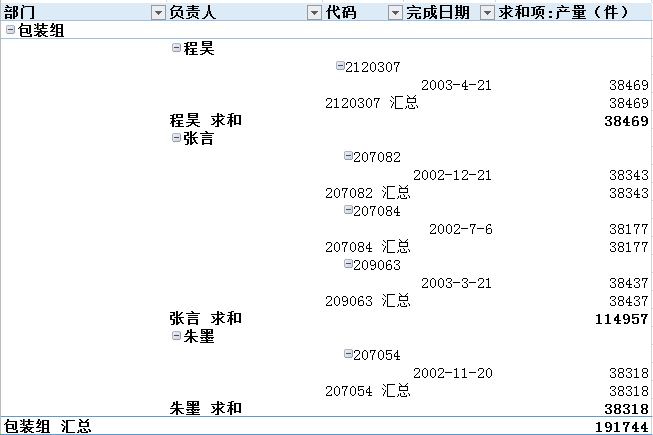 部门 负责人 代码 完成日期 求和项:产量（件）
包装组
程昊
2120307
2003-4-21 38469
2120307 汇总 38469
程昊 求和 38469
张言
207082
2002-12-21 38343
207082 汇总 38343
207084
2002-7-6 38177
207084 汇总 38177
209063
2003-3-21 38437
209063 汇总 38437
张言 求和 114957
朱墨
207054
2002-11-20 38318
207054 汇总 38318
朱墨 求和 38318
包装组 汇总 191744